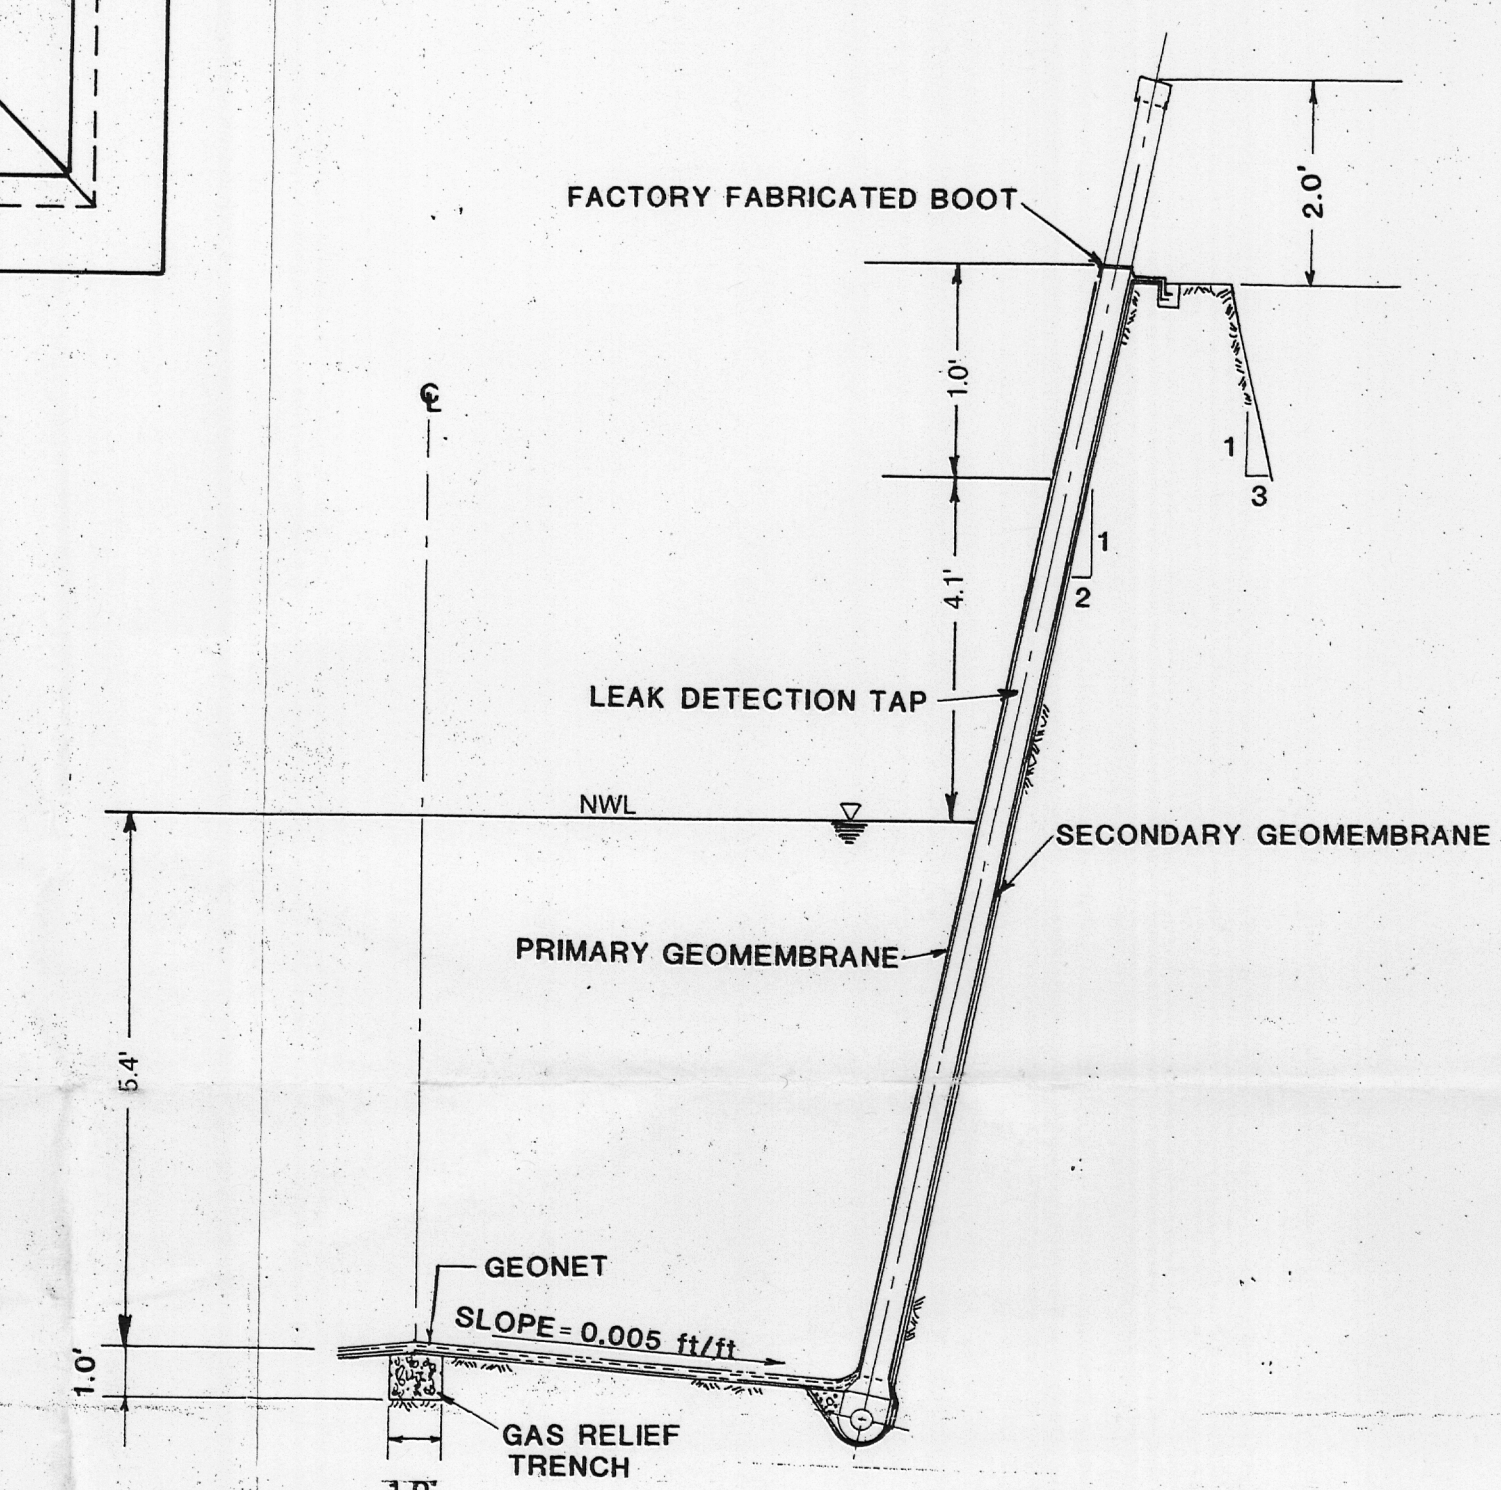 2.0'
FACTORY FABRICATED BOOT
1.0'
℄
1
3
1
2
4.1'
LEAK DETECTION TAP
NWL
SECONDARY GEOMEMBRANE
PRIMARY GEOMEMBRANE
5.4'
GEONET
SLOPE = 0.005 ft/ft
1.0'
GAS RELIEF
TRENCH